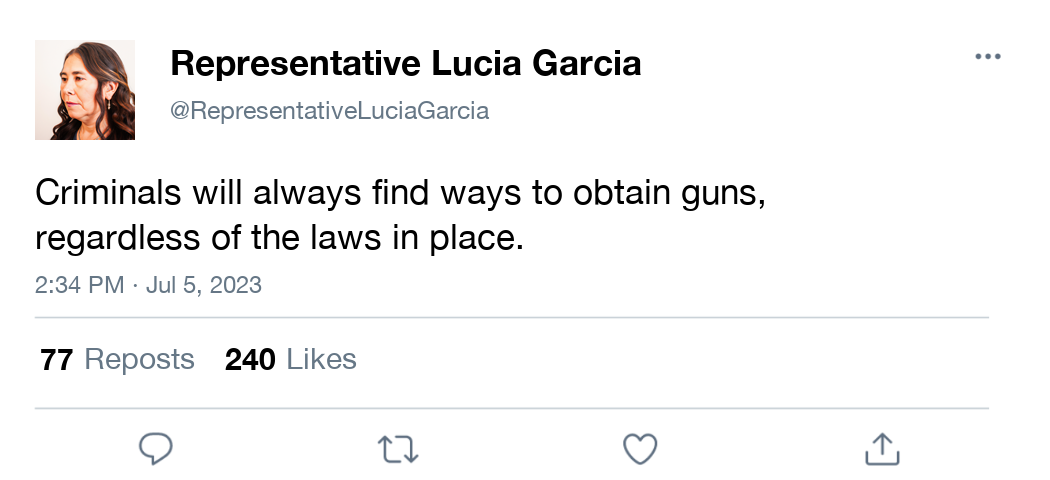 Representative Lucia Garcia
@RepresentativeLuciaGarcia
Criminals will always find ways to obtain guns,
regardless of the laws in place.
2:34 PM · Jul 5, 2023
77 Reposts 240 Likes